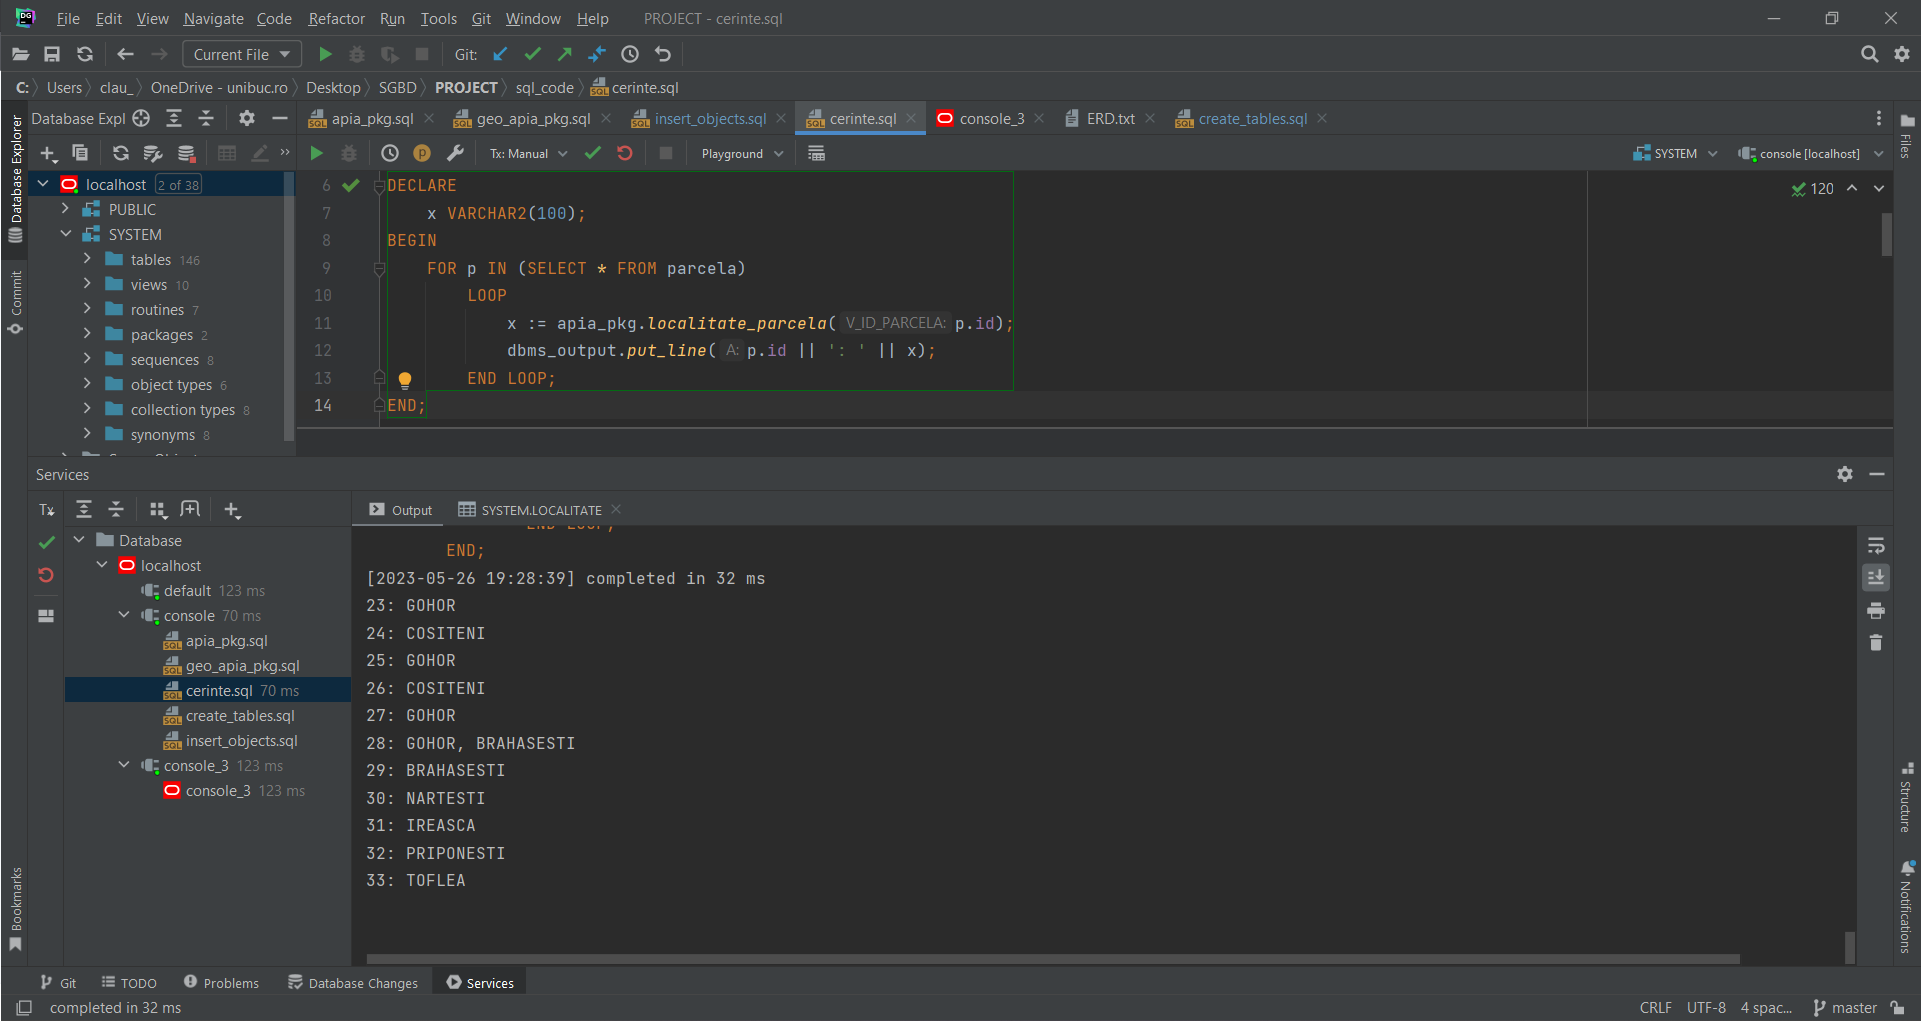 DG File Edit View Navigate Code Refactor Run Tools Git Window Help PROJECT - cerinte.sql
Current File Git:
C: Users clau_ OneDrive - unibuc.ro Desktop SGBD PROJECT sql_code cerinte.sql
Database Expl apia_pkg.sql geo_apia_pkg.sql insert_objects.sql cerinte.sql console_3 ERD.txt create_tables.sql
Tx: Manual Playground SYSTEM console [localhost]
Database Explorer
Commit
Bookmarks
Files
Structure
Notifications
localhost 2 of 38
PUBLIC
SYSTEM
tables 146
views 10
routines 7
packages 2
sequences 8
object types 6
collection types 8
synonyms 8
120
6 DECLARE
7 x VARCHAR2(100);
8 BEGIN
9 FOR p IN (SELECT * FROM parcela)
10 LOOP
11 x := apia_pkg.localitate_parcela( V_ID_PARCELA: p.id);
12 dbms_output.put_line( A: p.id || ': ' || x);
13 END LOOP;
14 END;
Services
Tx
Database
localhost
default 123 ms
console 70 ms
apia_pkg.sql
geo_apia_pkg.sql
cerinte.sql 70 ms
create_tables.sql
insert_objects.sql
console_3 123 ms
console_3 123 ms
Output SYSTEM.LOCALITATE
END LOOP;
END;
[2023-05-26 19:28:39] completed in 32 ms
23: GOHOR
24: COSITENI
25: GOHOR
26: COSITENI
27: GOHOR
28: GOHOR, BRAHASESTI
29: BRAHASESTI
30: NARTESTI
31: IREASCA
32: PRIPONESTI
33: TOFLEA
Git TODO Problems Database Changes Services
completed in 32 ms CRLF UTF-8 4 spac... master